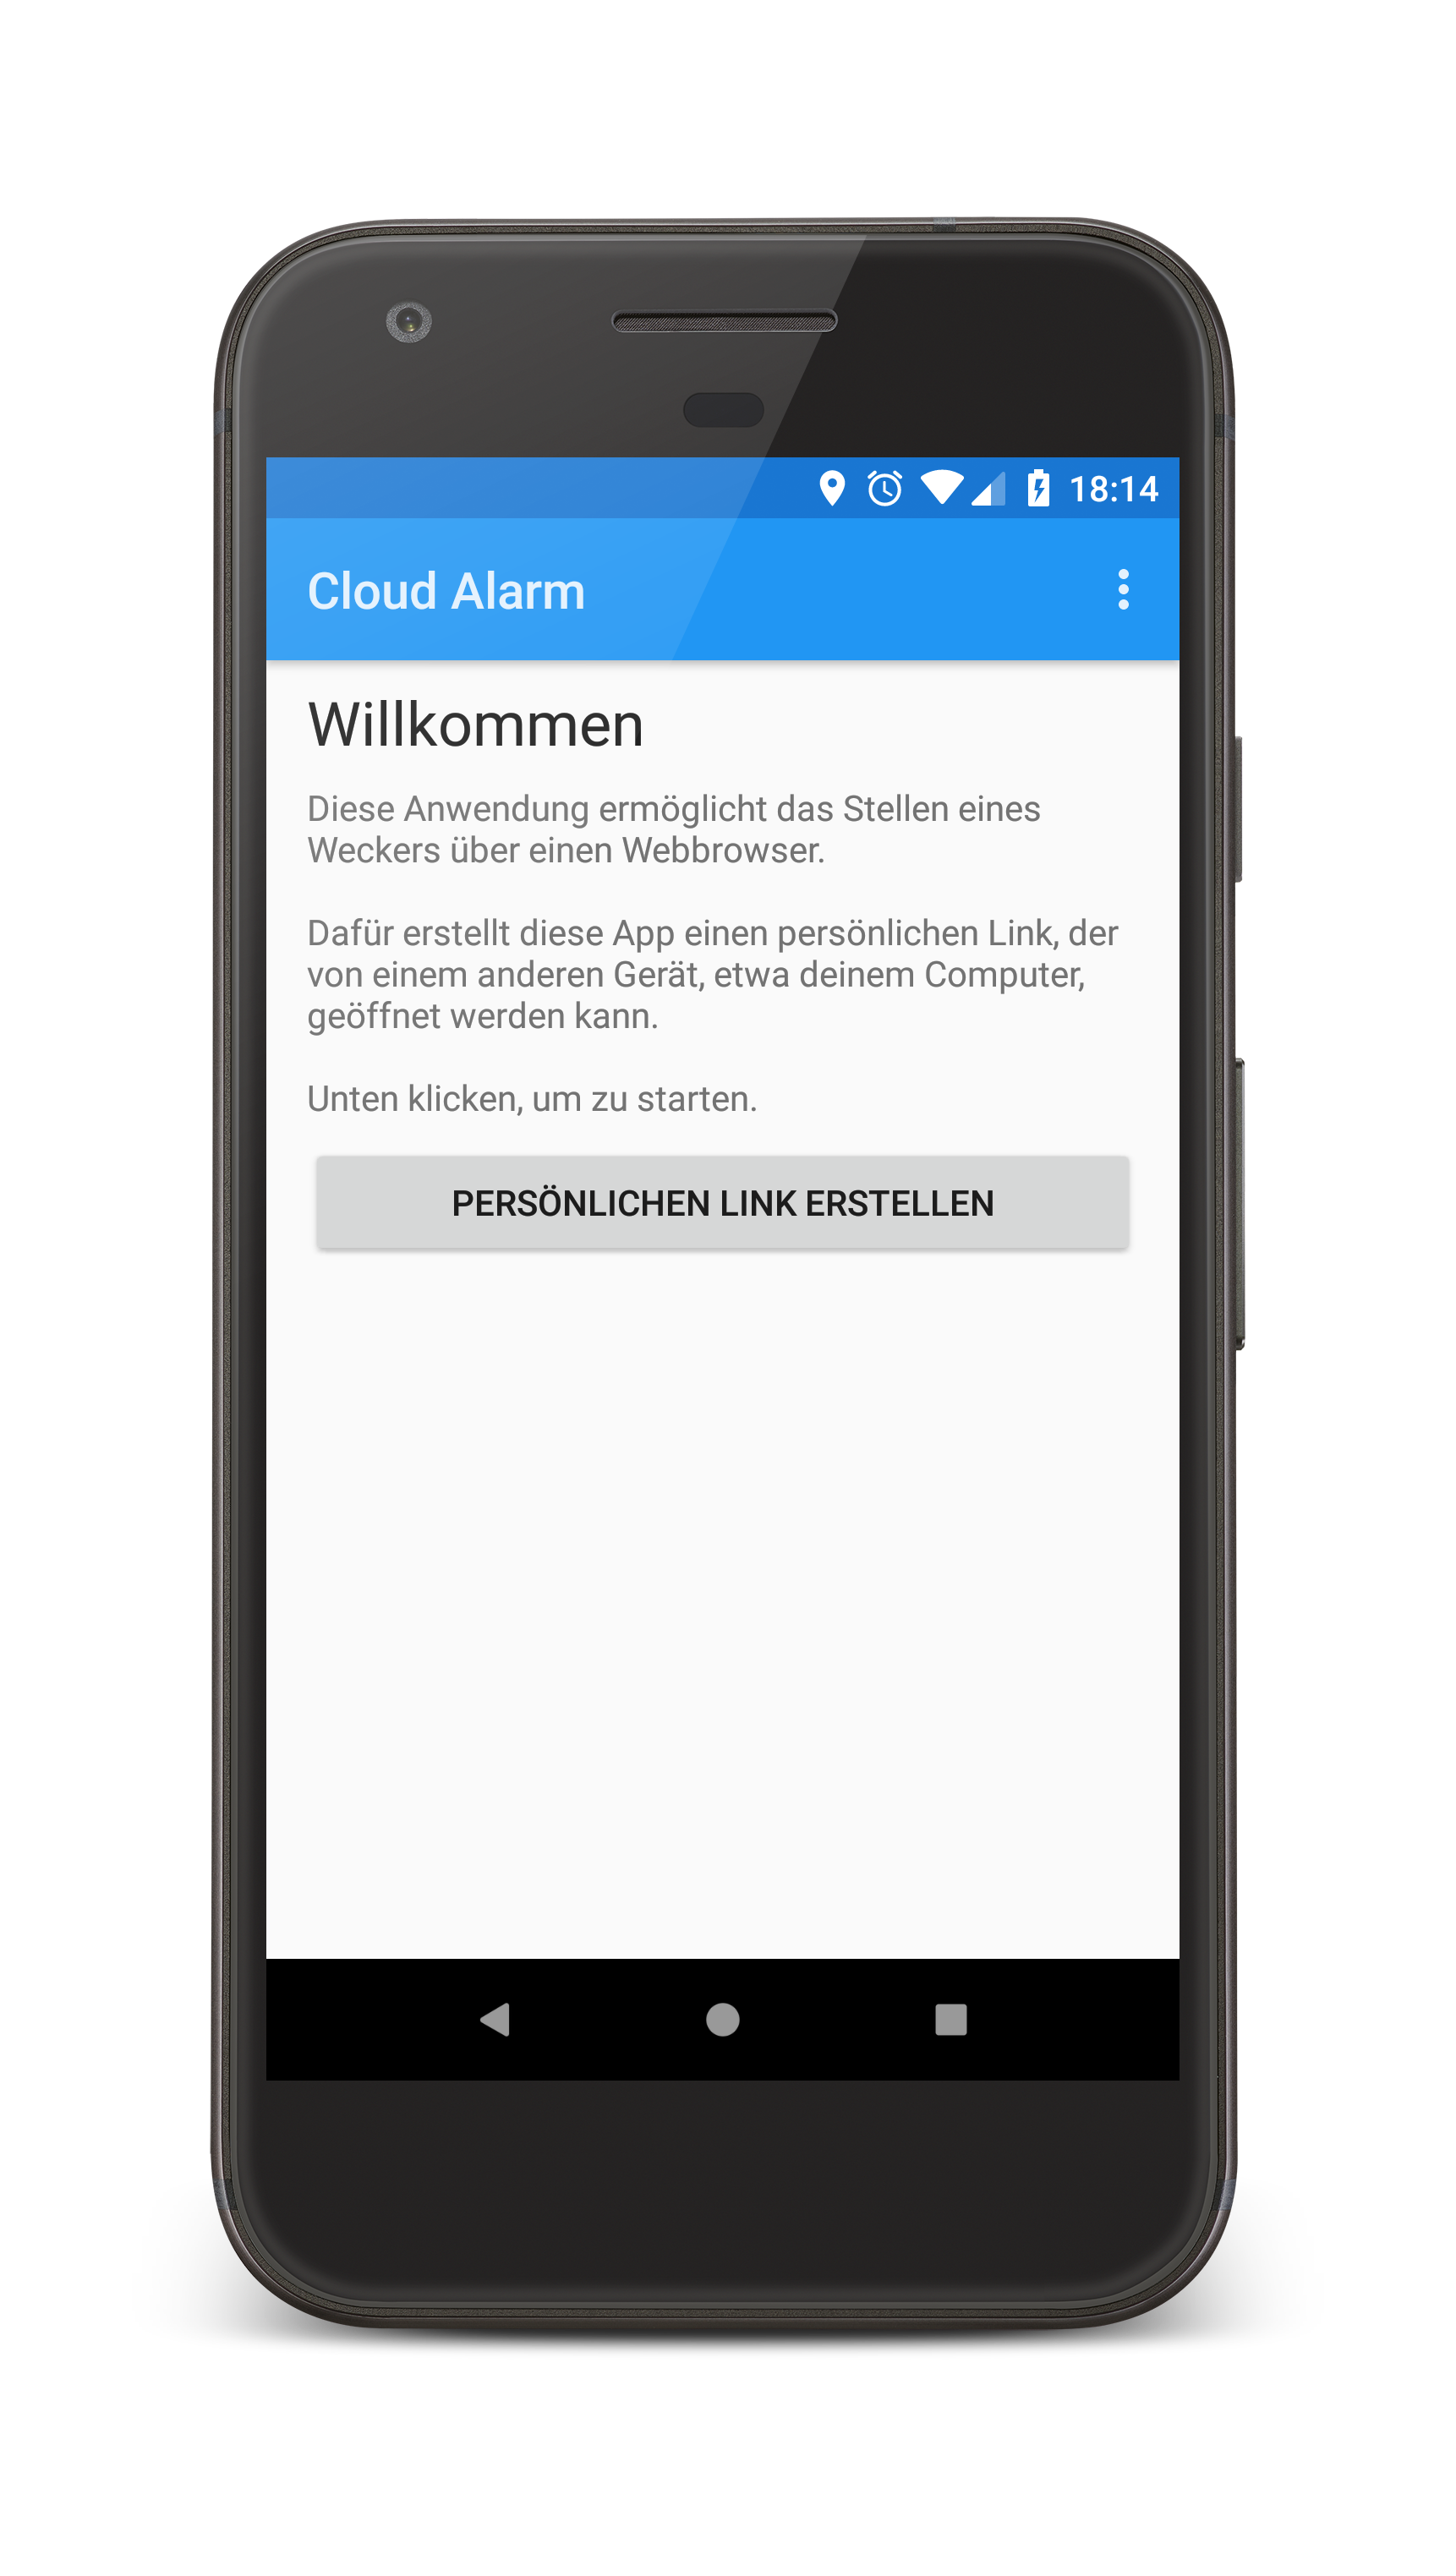 18:14
Cloud Alarm
Willkommen
Diese Anwendung ermöglicht das Stellen eines
Weckers über einen Webbrowser.
Dafür erstellt diese App einen persönlichen Link, der
von einem anderen Gerät, etwa deinem Computer,
geöffnet werden kann.
Unten klicken, um zu starten.
PERSÖNLICHEN LINK ERSTELLEN